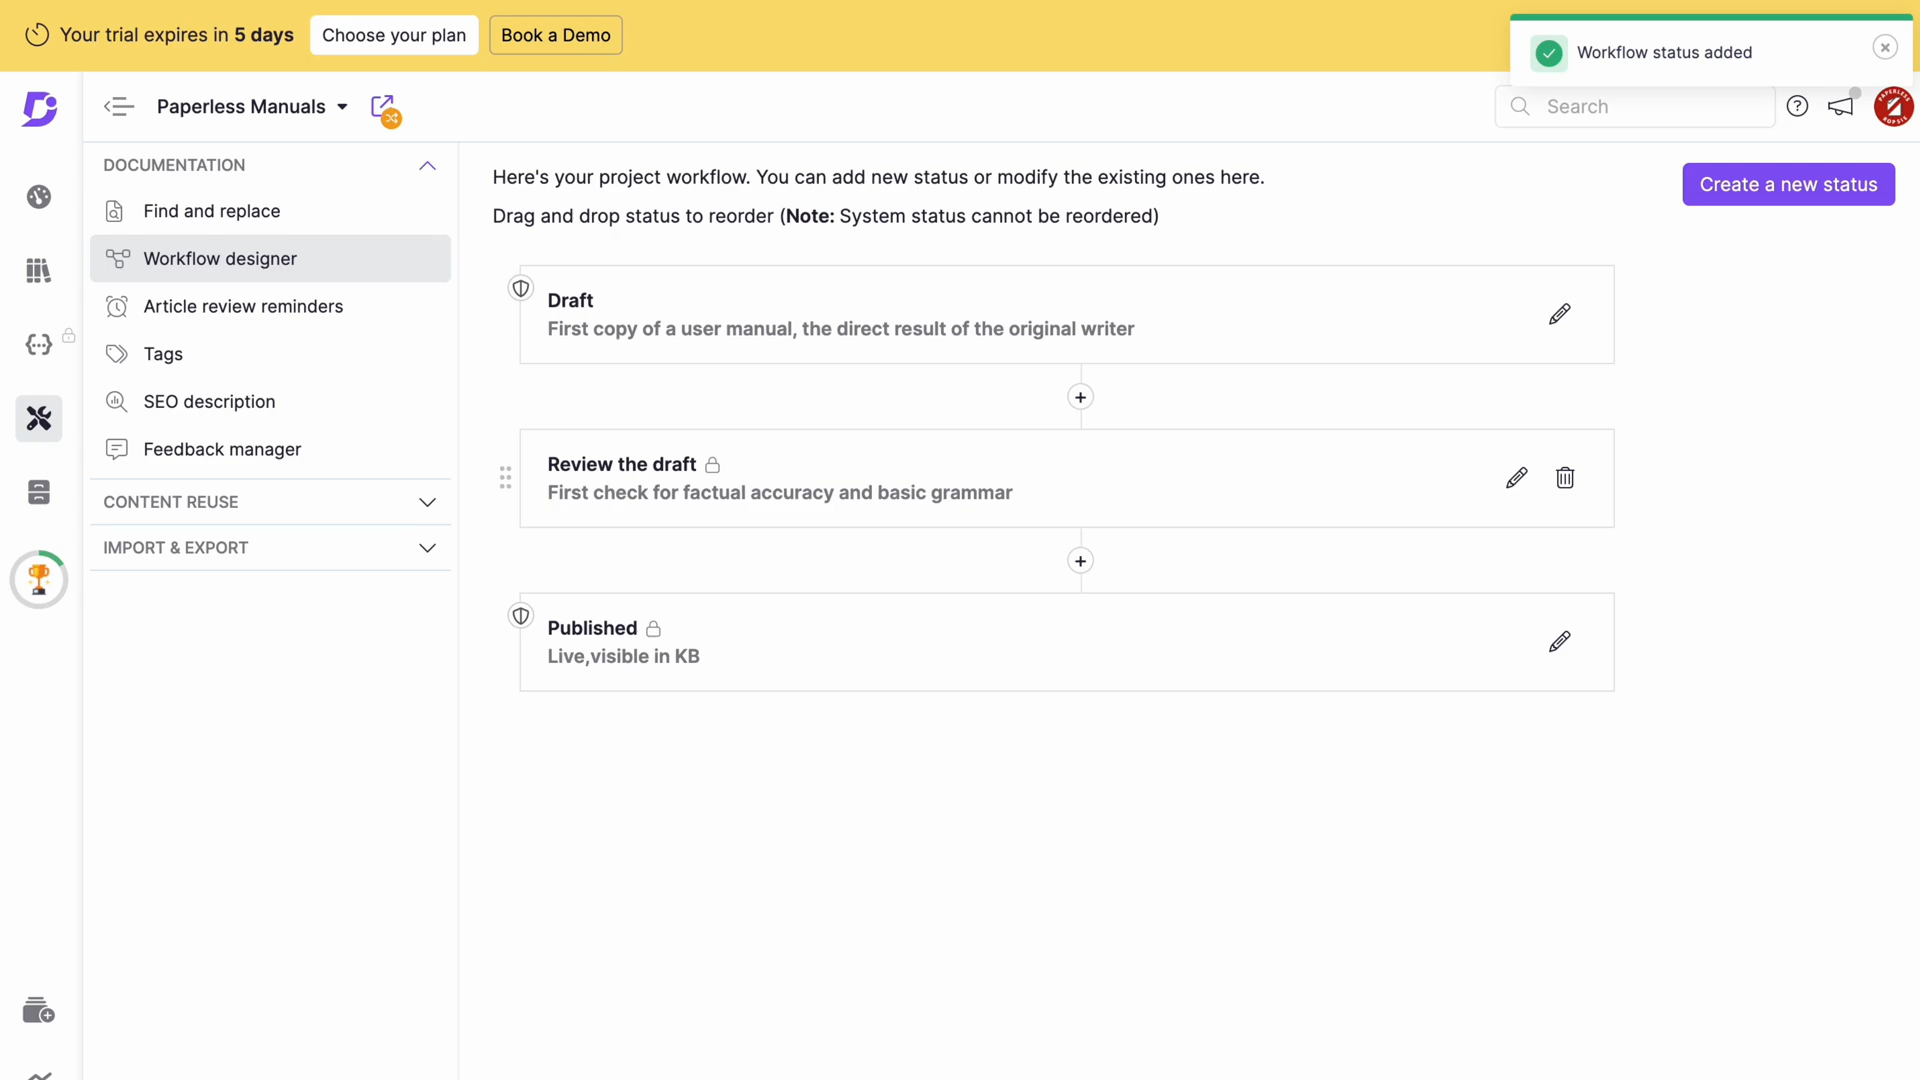 Your trial expires in 5 days
Choose your plan
Book a Demo
Workflow status added
Paperless Manuals
Search
DOCUMENTATION
Find and replace
Workflow designer
Article review reminders
Tags
SEO description
Feedback manager
CONTENT REUSE
IMPORT & EXPORT
Here's your project workflow. You can add new status or modify the existing ones here.
Drag and drop status to reorder (Note: System status cannot be reordered)
Create a new status
Draft
First copy of a user manual, the direct result of the original writer
Review the draft
First check for factual accuracy and basic grammar
Published
Live,visible in KB